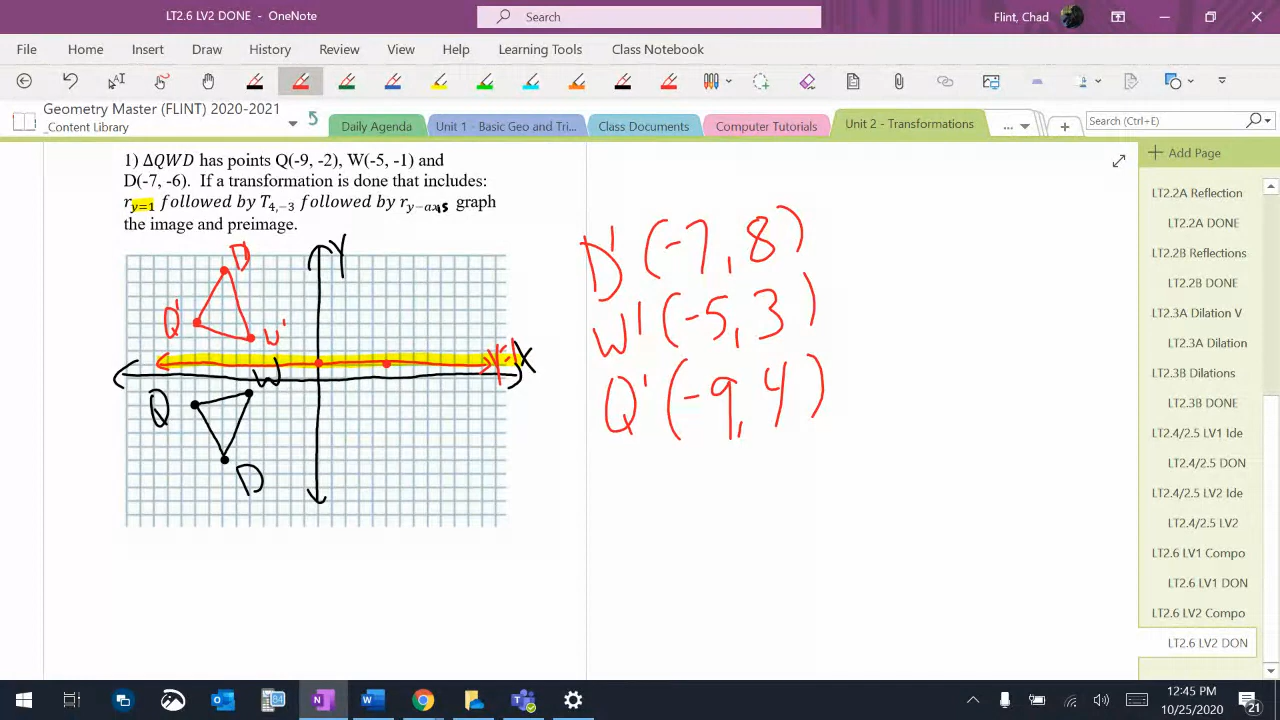 LT2.6 LV2 DONE - OneNote
Search
Flint, Chad
File Home Insert Draw History Review View Help Learning Tools Class Notebook
Geometry Master (FLINT) 2020-2021
_Content Library
Daily Agenda
Unit 1 - Basic Geo and Tri...
Class Documents
Computer Tutorials
Unit 2 - Transformations
...
Search (Ctrl+E)
1) ΔQWD has points Q(-9, -2), W(-5, -1) and
D(-7, -6). If a transformation is done that includes:
r_{y=1} followed by T_{4,-3} followed by r_{y-axis} graph
the image and preimage.
Y
D'
Q'
W'
y=1
X
W
Q
D
D' (-7, 8)
W' (-5, 3)
Q' (-9, 4)
Add Page
LT2.2A Reflection
LT2.2A DONE
LT2.2B Reflections
LT2.2B DONE
LT2.3A Dilation V
LT2.3A Dilation
LT2.3B Dilations
LT2.3B DONE
LT2.4/2.5 LV1 Ide
LT2.4/2.5 DON
LT2.4/2.5 LV2 Ide
LT2.4/2.5 LV2
LT2.6 LV1 Compo
LT2.6 LV1 DON
LT2.6 LV2 Compo
LT2.6 LV2 DON
84
12:45 PM
10/25/2020
21